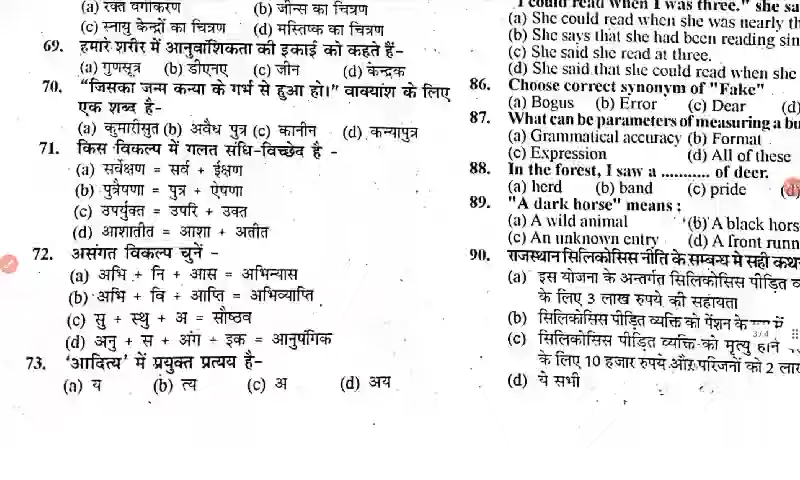 (a) रक्त वर्गीकरण (b) जीन्स का चित्रण
(c) स्नायु केन्द्रों का चित्रण (d) मस्तिष्क का चित्रण
69. हमारे शरीर में आनुवांशिकता की इकाई को कहते हैं-
(a) गुणसूत्र (b) डीएनए (c) जीन (d) केन्द्रक
70. "जिसका जन्म कन्या के गर्भ से हुआ हो।" वाक्यांश के लिए
एक शब्द है-
(a) कुमारीसुत (b) अवैध पुत्र (c) कानीन (d) कन्यापुत्र
71. किस विकल्प में गलत संधि-विच्छेद है -
(a) सर्वेक्षण = सर्व + ईक्षण
(b) पुत्रैषणा = पुत्र + ऐषणा
(c) उपर्युक्त = उपरि + उक्त
(d) आशातीत = आशा + अतीत
72. असंगत विकल्प चुनें -
(a) अभि + नि + आस = अभिन्यास
(b) अभि + वि + आप्ति = अभिव्याप्ति
(c) सु + स्थु + अ = सौष्ठव
(d) अनु + स + अंग + इक = आनुषंगिक
73. 'आदित्य' में प्रयुक्त प्रत्यय है-
(a) य (b) त्य (c) अ (d) अय
"I could read when I was three." she sa
(a) She could read when she was nearly th
(b) She says that she had been reading sin
(c) She said she read at three.
(d) She said that she could read when she
86. Choose correct synonym of "Fake"
(a) Bogus (b) Error (c) Dear (d)
87. What can be parameters of measuring a bu
(a) Grammatical accuracy (b) Format
(c) Expression (d) All of these
88. In the forest, I saw a ........... of deer.
(a) herd (b) band (c) pride (d)
89. "A dark horse" means :
(a) A wild animal (b) A black hors
(c) An unknown entry (d) A front runn
90. राजस्थान सिलिकोसिस नीति के सम्बन्ध में सही कथ
(a) इस योजना के अन्तर्गत सिलिकोसिस पीड़ित व
के लिए 3 लाख रुपये की सहायता
(b) सिलिकोसिस पीड़ित व्यक्ति को पेंशन के में
(c) सिलिकोसिस पीड़ित व्यक्ति को मृत्यु होने
के लिए 10 हजार रुपये और परिजनों को 2 लाख
(d) ये सभी